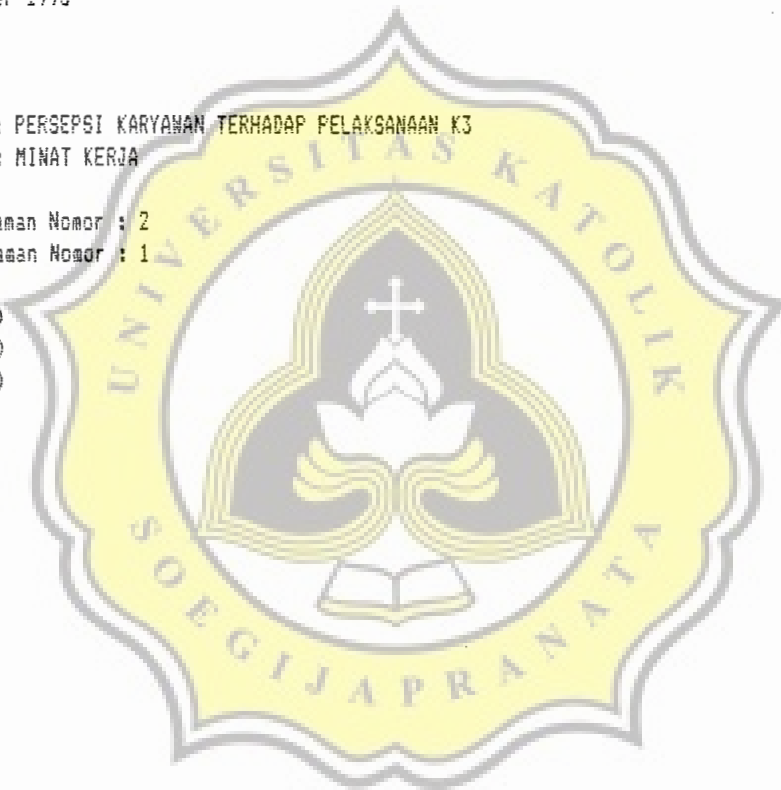 : PERSEPSI KARYAWAN TERHADAP PELAKSANAAN K3
: MINAT KERJA
Nomor : 2
Nomor : 1
)
)
)
UNIVERSITAS KATOLIK
SOEGIJAPRANATA